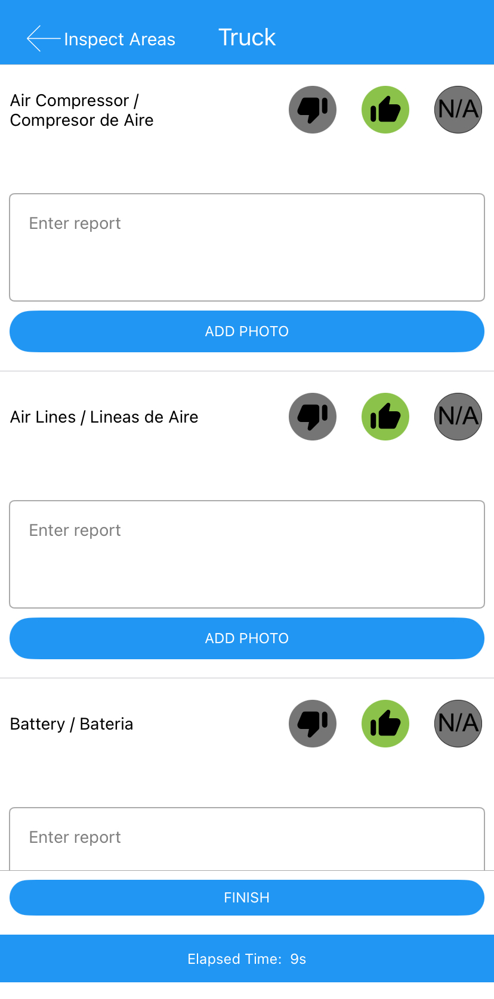 Inspect Areas
Truck
Air Compressor /
Compresor de Aire
N/A
Enter report
ADD PHOTO
Air Lines / Lineas de Aire
N/A
Enter report
ADD PHOTO
Battery / Bateria
N/A
Enter report
FINISH
Elapsed Time: 9s